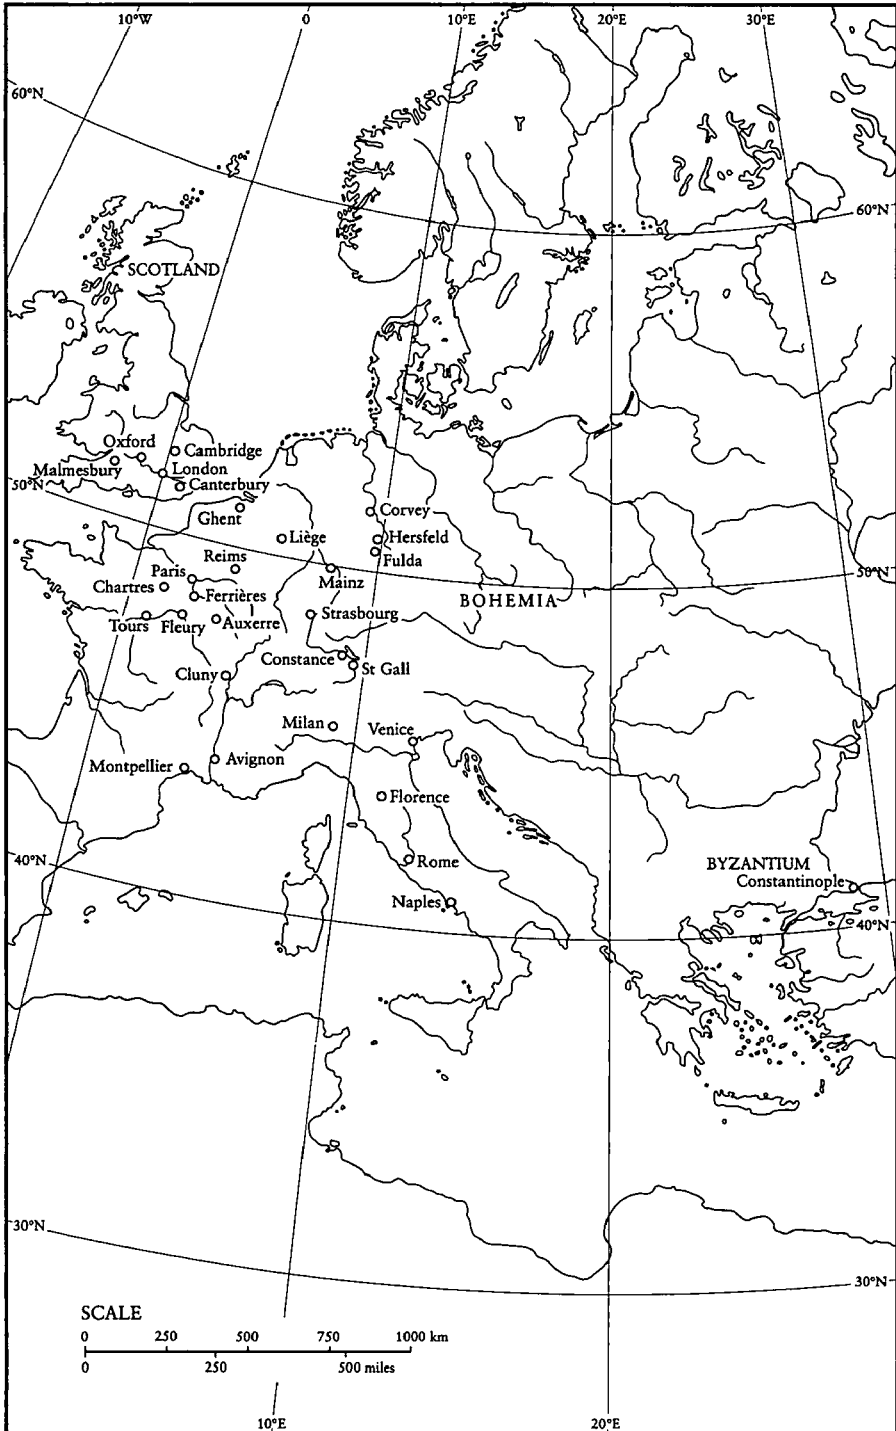 10°W
0
10°E
20°E
30°E
60°N
60°N
SCOTLAND
Oxford
Cambridge
Malmesbury
London
50°N
Canterbury
Ghent
Corvey
Liège
Hersfeld
Reims
Fulda
50°N
Paris
Mainz
Chartres
Ferrières
BOHEMIA
Strasbourg
Tours
Fleury
Auxerre
Constance
St Gall
Cluny
Milan
Venice
Montpellier
Avignon
Florence
40°N
Rome
BYZANTIUM
Constantinople
Naples
40°N
30°N
30°N
SCALE
0 250 500 750 1000 km
0 250 500 miles
10°E
20°E